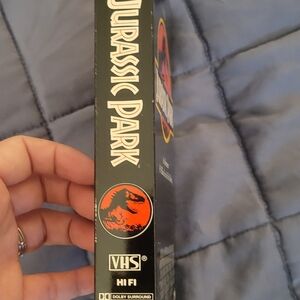 JURASSIC PARK
VHS®
HI FI
DOLBY SURROUND